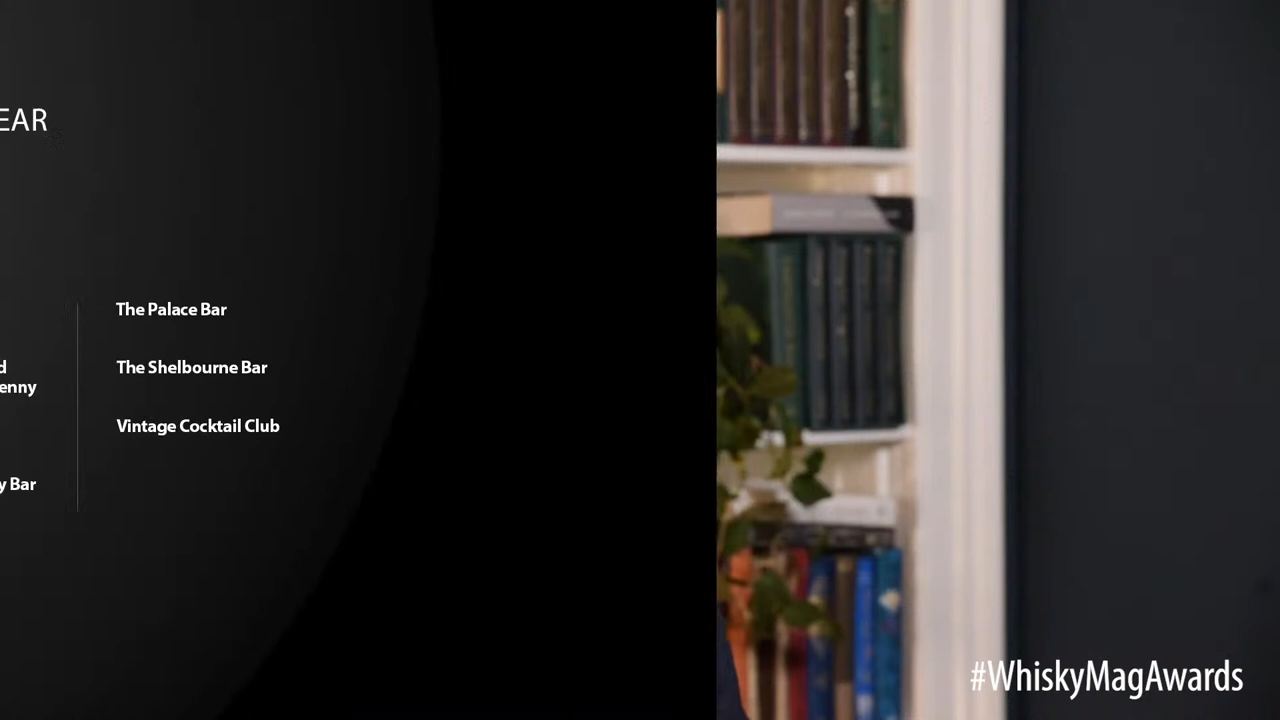 EAR
The Palace Bar
d
The Shelbourne Bar
enny
Vintage Cocktail Club
y Bar
#WhiskyMagAwards